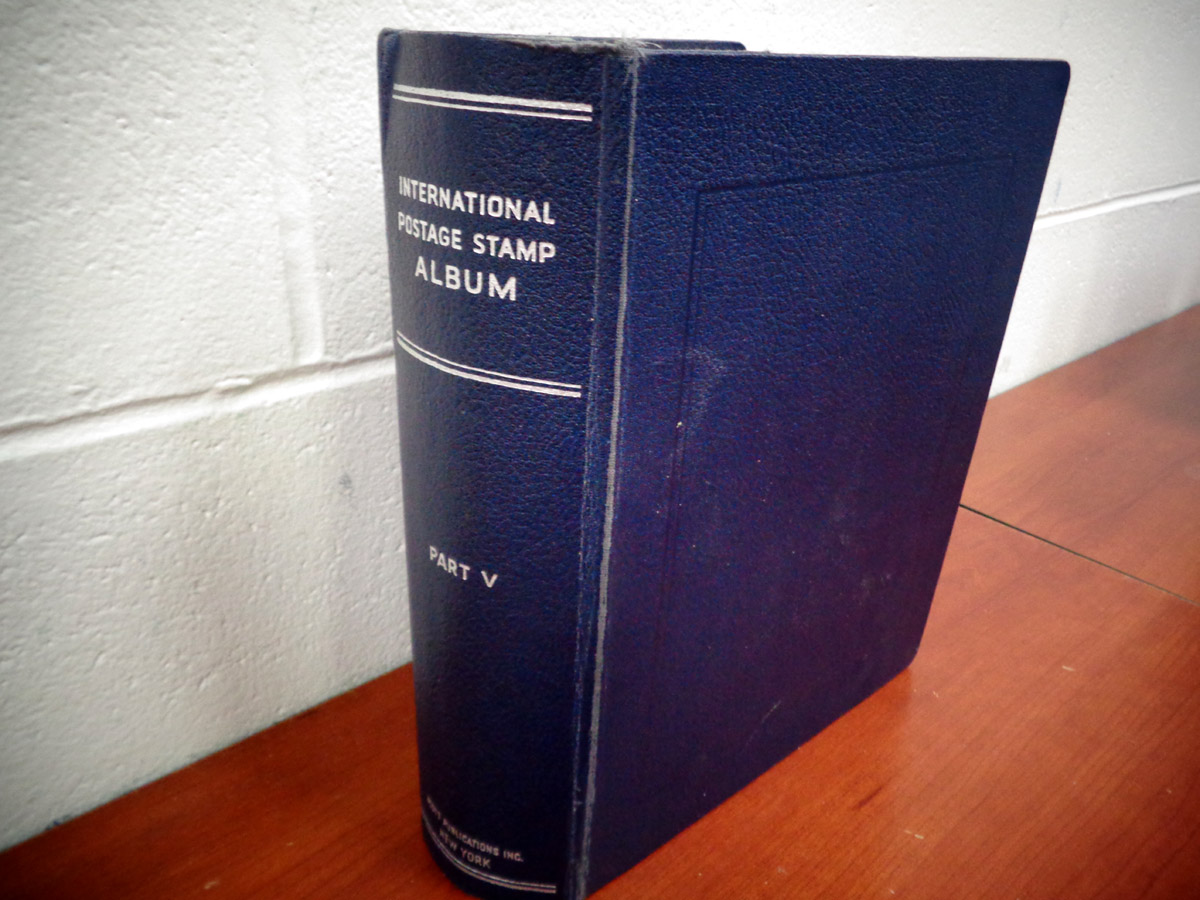 INTERNATIONAL
POSTAGE STAMP
ALBUM
PART V
PUBLICATIONS INC.
NEW YORK